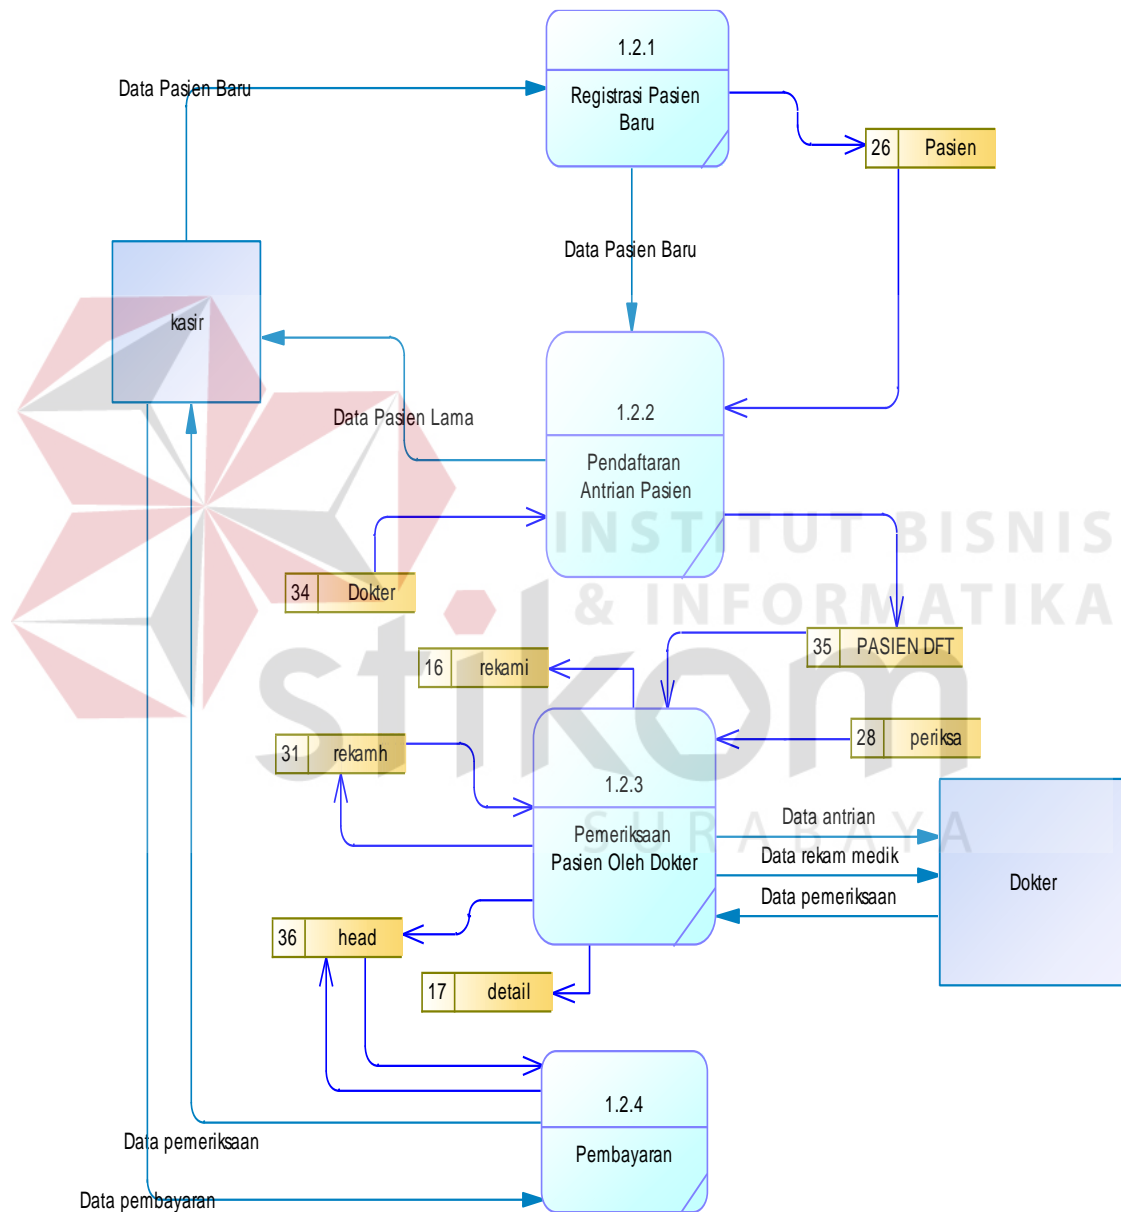 1.2.1
Data Pasien Baru
Registrasi Pasien
Baru
26 Pasien
Data Pasien Baru
kasir
1.2.2
Data Pasien Lama
Pendaftaran
Antrian Pasien
INSTITUT BISNIS
& INFORMATIKA
34 Dokter
35 PASIEN DFT
stikom
16 rekami
31 rekamh
28 periksa
1.2.3
SURABAYA
Pemeriksaan
Pasien Oleh Dokter
Data antrian
Data rekam medik
Data pemeriksaan
Dokter
36 head
17 detail
1.2.4
Data pemeriksaan
Pembayaran
Data pembayaran